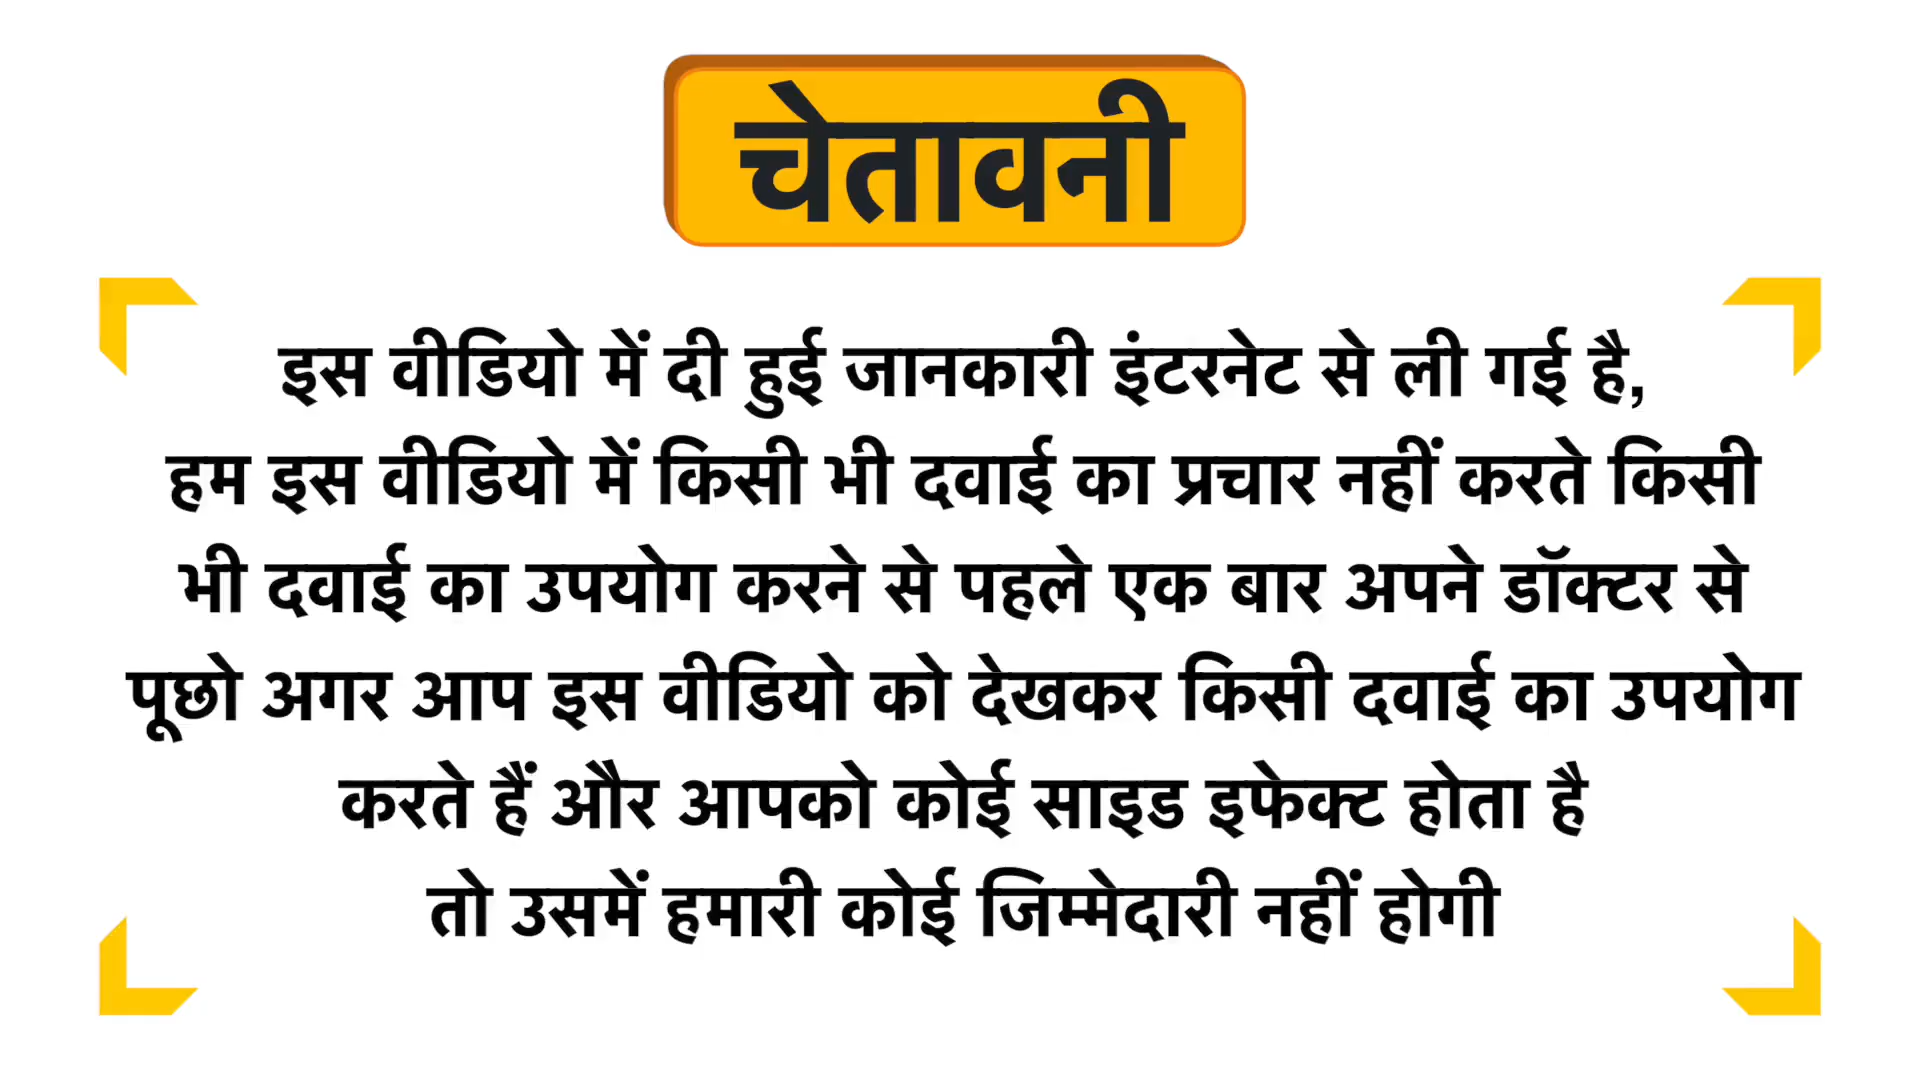 चेतावनी
इस वीडियो में दी हुई जानकारी इंटरनेट से ली गई है,
हम इस वीडियो में किसी भी दवाई का प्रचार नहीं करते किसी
भी दवाई का उपयोग करने से पहले एक बार अपने डॉक्टर से
पूछो अगर आप इस वीडियो को देखकर किसी दवाई का उपयोग
करते हैं और आपको कोई साइड इफेक्ट होता है
तो उसमें हमारी कोई जिम्मेदारी नहीं होगी